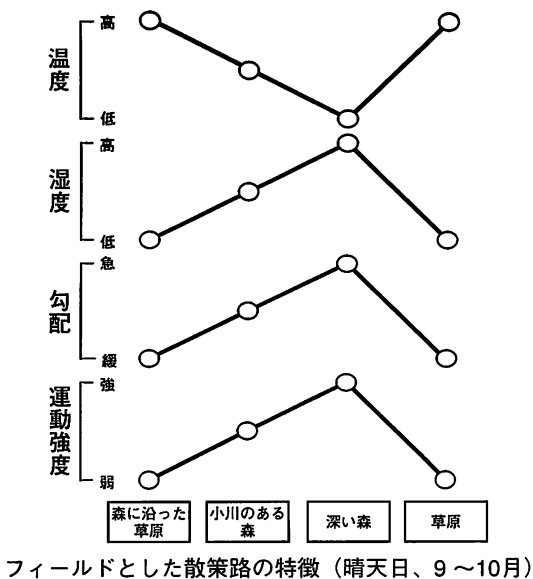 温度
高
低
湿度
高
低
勾配
急
緩
運動強度
強
弱
森に沿った
草原
小川のある
森
深い森
草原
フィールドとした散策路の特徴（晴天日、9～10月）